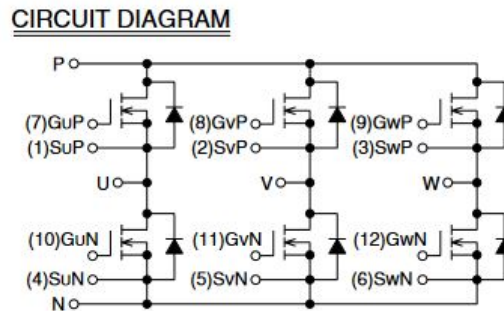 CIRCUIT DIAGRAM
P
(7)GUP (8)GVP (9)GWP
(1)SUP (2)SVP (3)SWP
U V W
(10)GUN (11)GVN (12)GWN
(4)SUN (5)SVN (6)SWN
N